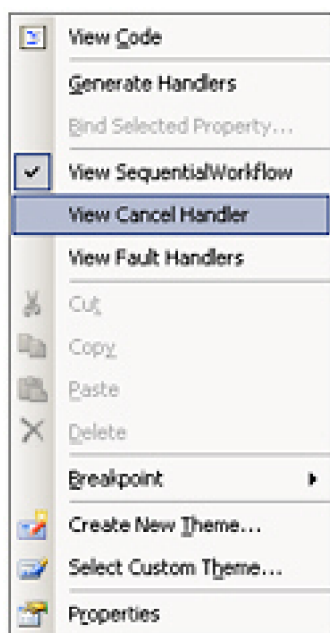 View Code
Generate Handlers
Bind Selected Property...
View SequentialWorkflow
View Cancel Handler
View Fault Handlers
Cut
Copy
Paste
Delete
Breakpoint
Create New Theme...
Select Custom Theme...
Properties